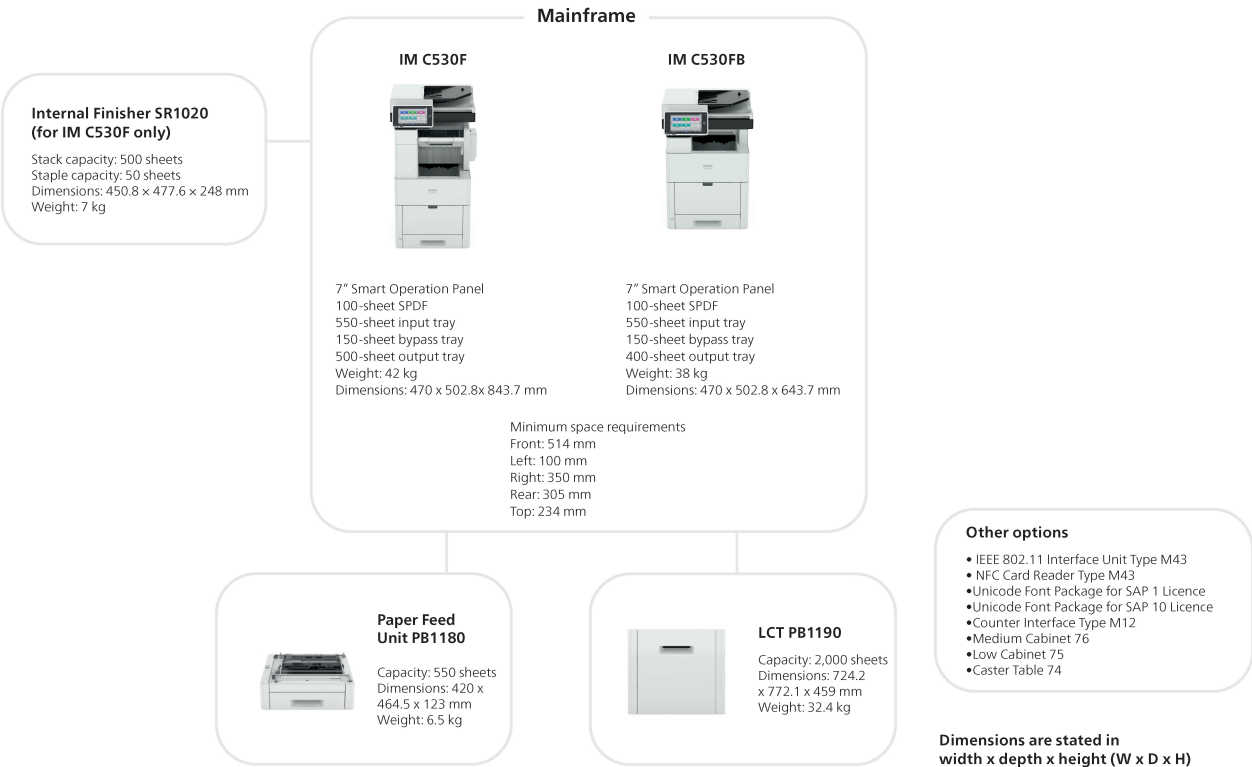 Mainframe
IM C530F
IM C530FB
Internal Finisher SR1020
(for IM C530F only)
Stack capacity: 500 sheets
Staple capacity: 50 sheets
Dimensions: 450.8 × 477.6 × 248 mm
Weight: 7 kg
7” Smart Operation Panel
100-sheet SPDF
550-sheet input tray
150-sheet bypass tray
500-sheet output tray
Weight: 42 kg
Dimensions: 470 x 502.8x 843.7 mm
7” Smart Operation Panel
100-sheet SPDF
550-sheet input tray
150-sheet bypass tray
400-sheet output tray
Weight: 38 kg
Dimensions: 470 x 502.8 x 643.7 mm
Minimum space requirements
Front: 514 mm
Left: 100 mm
Right: 350 mm
Rear: 305 mm
Top: 234 mm
Paper Feed
Unit PB1180
Capacity: 550 sheets
Dimensions: 420 x
464.5 x 123 mm
Weight: 6.5 kg
LCT PB1190
Capacity: 2,000 sheets
Dimensions: 724.2
x 772.1 x 459 mm
Weight: 32.4 kg
Other options
• IEEE 802.11 Interface Unit Type M43
• NFC Card Reader Type M43
•Unicode Font Package for SAP 1 Licence
•Unicode Font Package for SAP 10 Licence
•Counter Interface Type M12
•Medium Cabinet 76
•Low Cabinet 75
•Caster Table 74
Dimensions are stated in
width x depth x height (W x D x H)